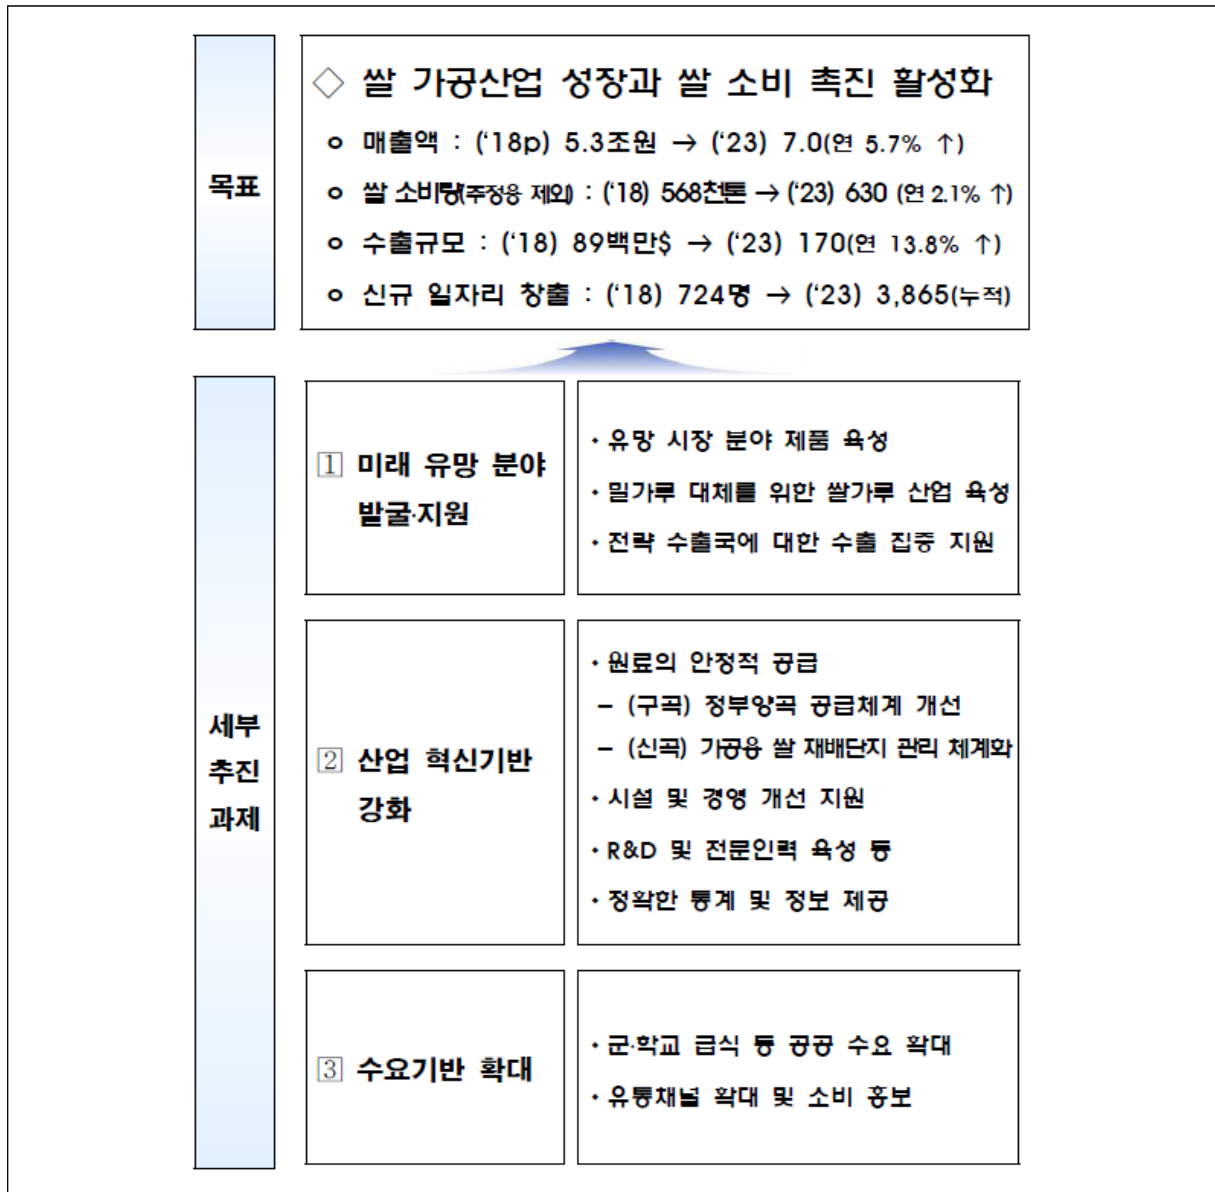 목표
◇ 쌀 가공산업 성장과 쌀 소비 촉진 활성화
ㅇ 매출액 : (‘18p) 5.3조원 → (‘23) 7.0(연 5.7% ↑)
ㅇ 쌀 소비량(주정용 제외) : (‘18) 568천톤 → (‘23) 630 (연 2.1% ↑)
ㅇ 수출규모 : (‘18) 89백만$ → (‘23) 170(연 13.8% ↑)
ㅇ 신규 일자리 창출 : (‘18) 724명 → (‘23) 3,865(누적)
세부
추진
과제
1 미래 유망 분야
발굴·지원
· 유망 시장 분야 제품 육성
· 밀가루 대체를 위한 쌀가루 산업 육성
· 전략 수출국에 대한 수출 집중 지원
2 산업 혁신기반
강화
· 원료의 안정적 공급
– (구곡) 정부양곡 공급체계 개선
– (신곡) 가공용 쌀 재배단지 관리 체계화
· 시설 및 경영 개선 지원
· R&D 및 전문인력 육성 등
· 정확한 통계 및 정보 제공
3 수요기반 확대
· 군·학교 급식 등 공공 수요 확대
· 유통채널 확대 및 소비 홍보